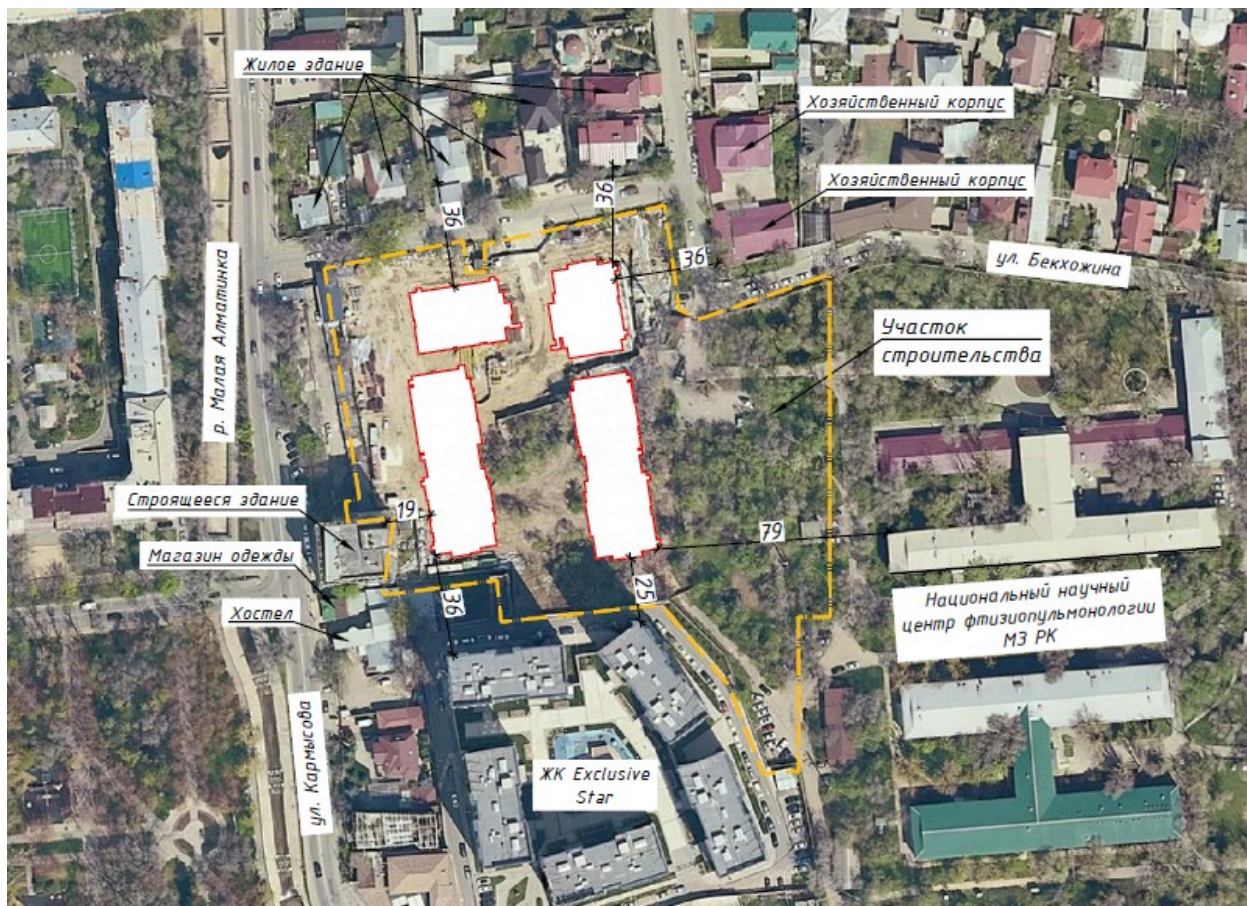 Жилое здание
Хозяйственный корпус
Хозяйственный корпус
36
36
36
ул. Бекхожина
р. Малая Алматинка
Участок
строительства
Строящееся здание
19
Магазин одежды
79
Хостел
36
25
Национальный научный
центр фтизиопульмонологии
МЗ РК
ул. Кармысова
ЖК Exclusive
Star